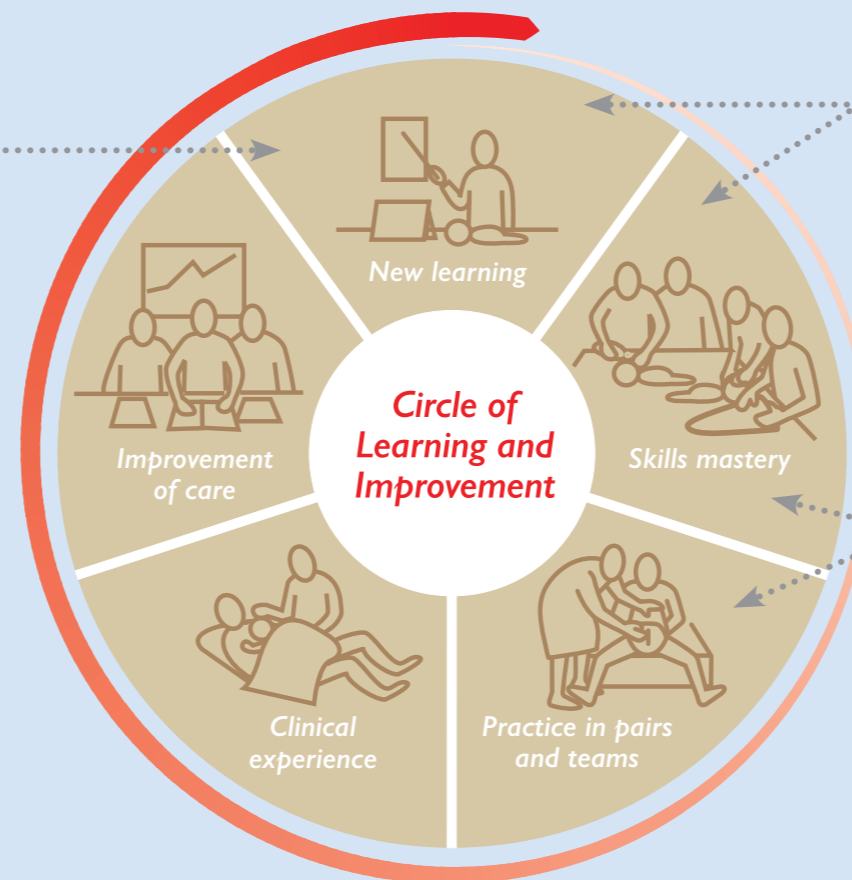 New learning
Circle of
Learning and
Improvement
Skills mastery
Practice in pairs
and teams
Clinical
experience
Improvement
of care